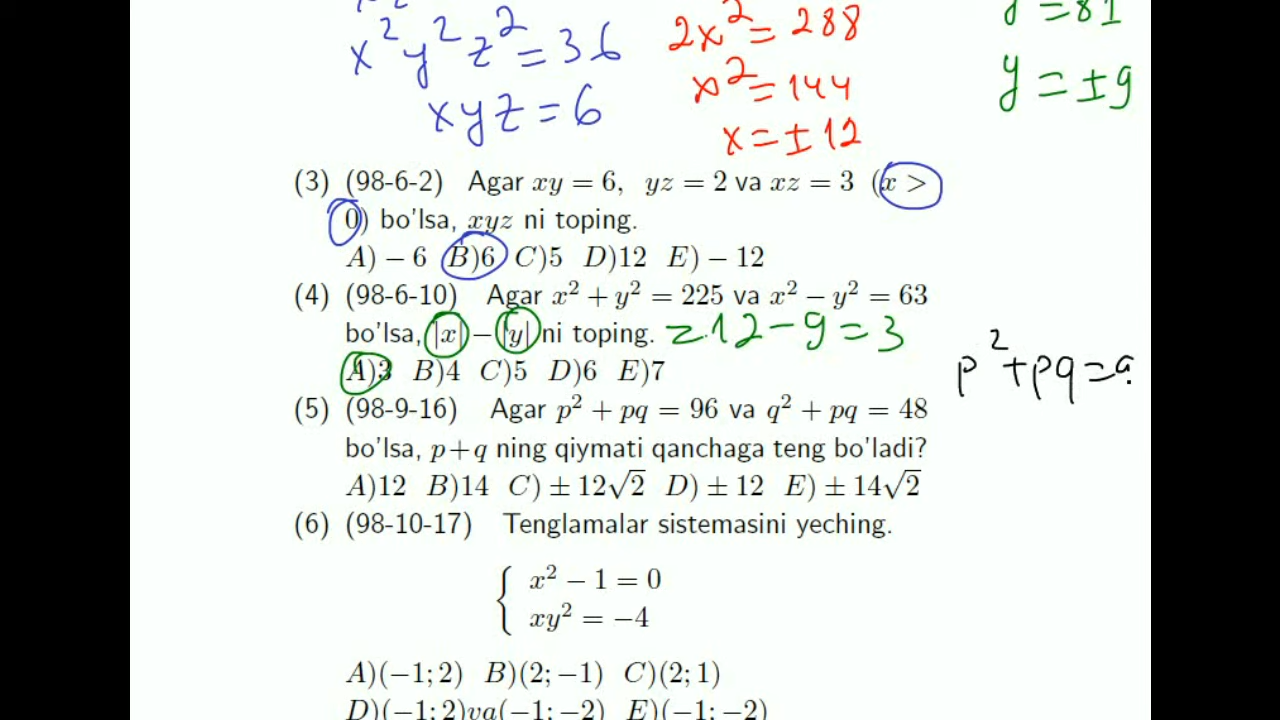 x²y²z² = 36
xyz = 6
2x² = 288
x² = 144
x = ±12
= 81
y = ±9
(3) (98-6-2) Agar xy = 6, yz = 2 va xz = 3 (x >
0) bo'lsa, xyz ni toping.
A) − 6 B)6 C)5 D)12 E) − 12
(4) (98-6-10) Agar x² + y² = 225 va x² − y² = 63
bo'lsa, |x| − |y| ni toping. = 12 − 9 = 3
A)3 B)4 C)5 D)6 E)7
p² + pq = 9
(5) (98-9-16) Agar p² + pq = 96 va q² + pq = 48
bo'lsa, p+q ning qiymati qanchaga teng bo'ladi?
A)12 B)14 C) ± 12√2 D) ± 12 E) ± 14√2
(6) (98-10-17) Tenglamalar sistemasini yeching.
{ x² − 1 = 0
xy² = −4
A)(−1; 2) B)(2; −1) C)(2; 1)
D)(−1; 2)va(−1; −2) E)(−1; −2)